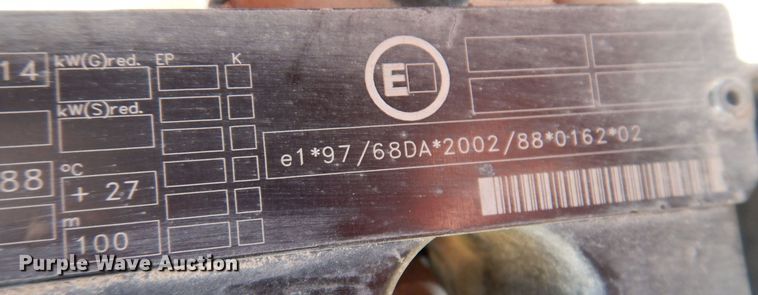 14 kW(G)red. EP K
E
kW(S)red.
e1*97/68DA*2002/88*0162*02
88 °C
+ 27
m
100
Purple Wave Auction